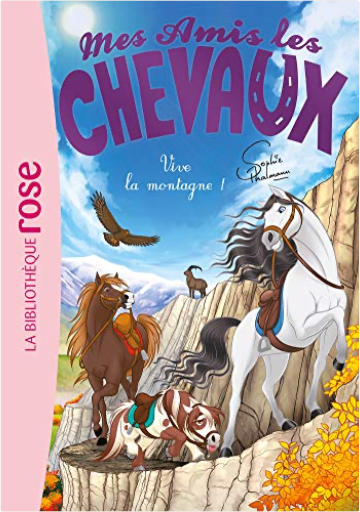 Mes Amis les
CHEVAUX
Vive
la montagne !
Sophie
Thalmann
LA BIBLIOTHÈQUE rose